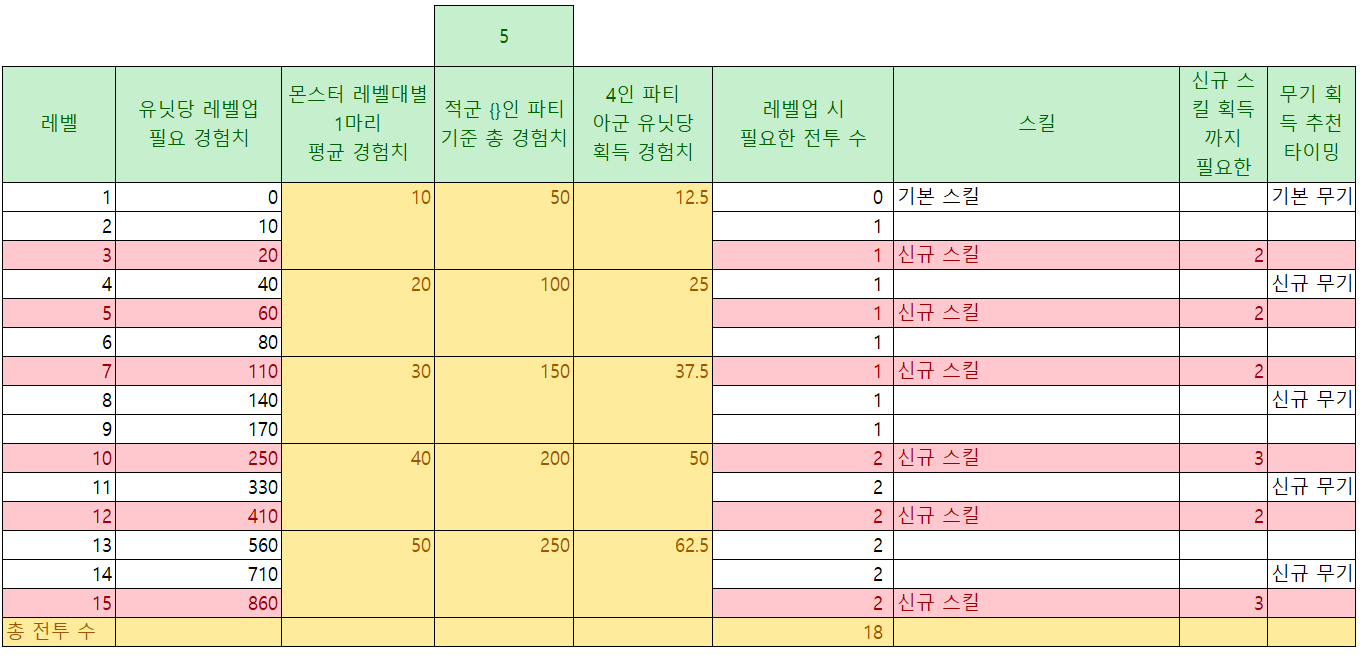 5
레벨
유닛당 레벨업
필요 경험치
몬스터 레벨대별
1마리
평균 경험치
적군 {}인 파티
기준 총 경험치
4인 파티
아군 유닛당
획득 경험치
레벨업 시
필요한 전투 수
스킬
신규 스
킬 획득
까지
필요한
무기 획
득 추천
타이밍
1 0 10 50 12.5 0 기본 스킬 기본 무기
2 10 1
3 20 1 신규 스킬 2
4 40 20 100 25 1 신규 무기
5 60 1 신규 스킬 2
6 80 1
7 110 30 150 37.5 1 신규 스킬 2
8 140 1 신규 무기
9 170 1
10 250 40 200 50 2 신규 스킬 3
11 330 2 신규 무기
12 410 2 신규 스킬 2
13 560 50 250 62.5 2
14 710 2 신규 무기
15 860 2 신규 스킬 3
총 전투 수 18